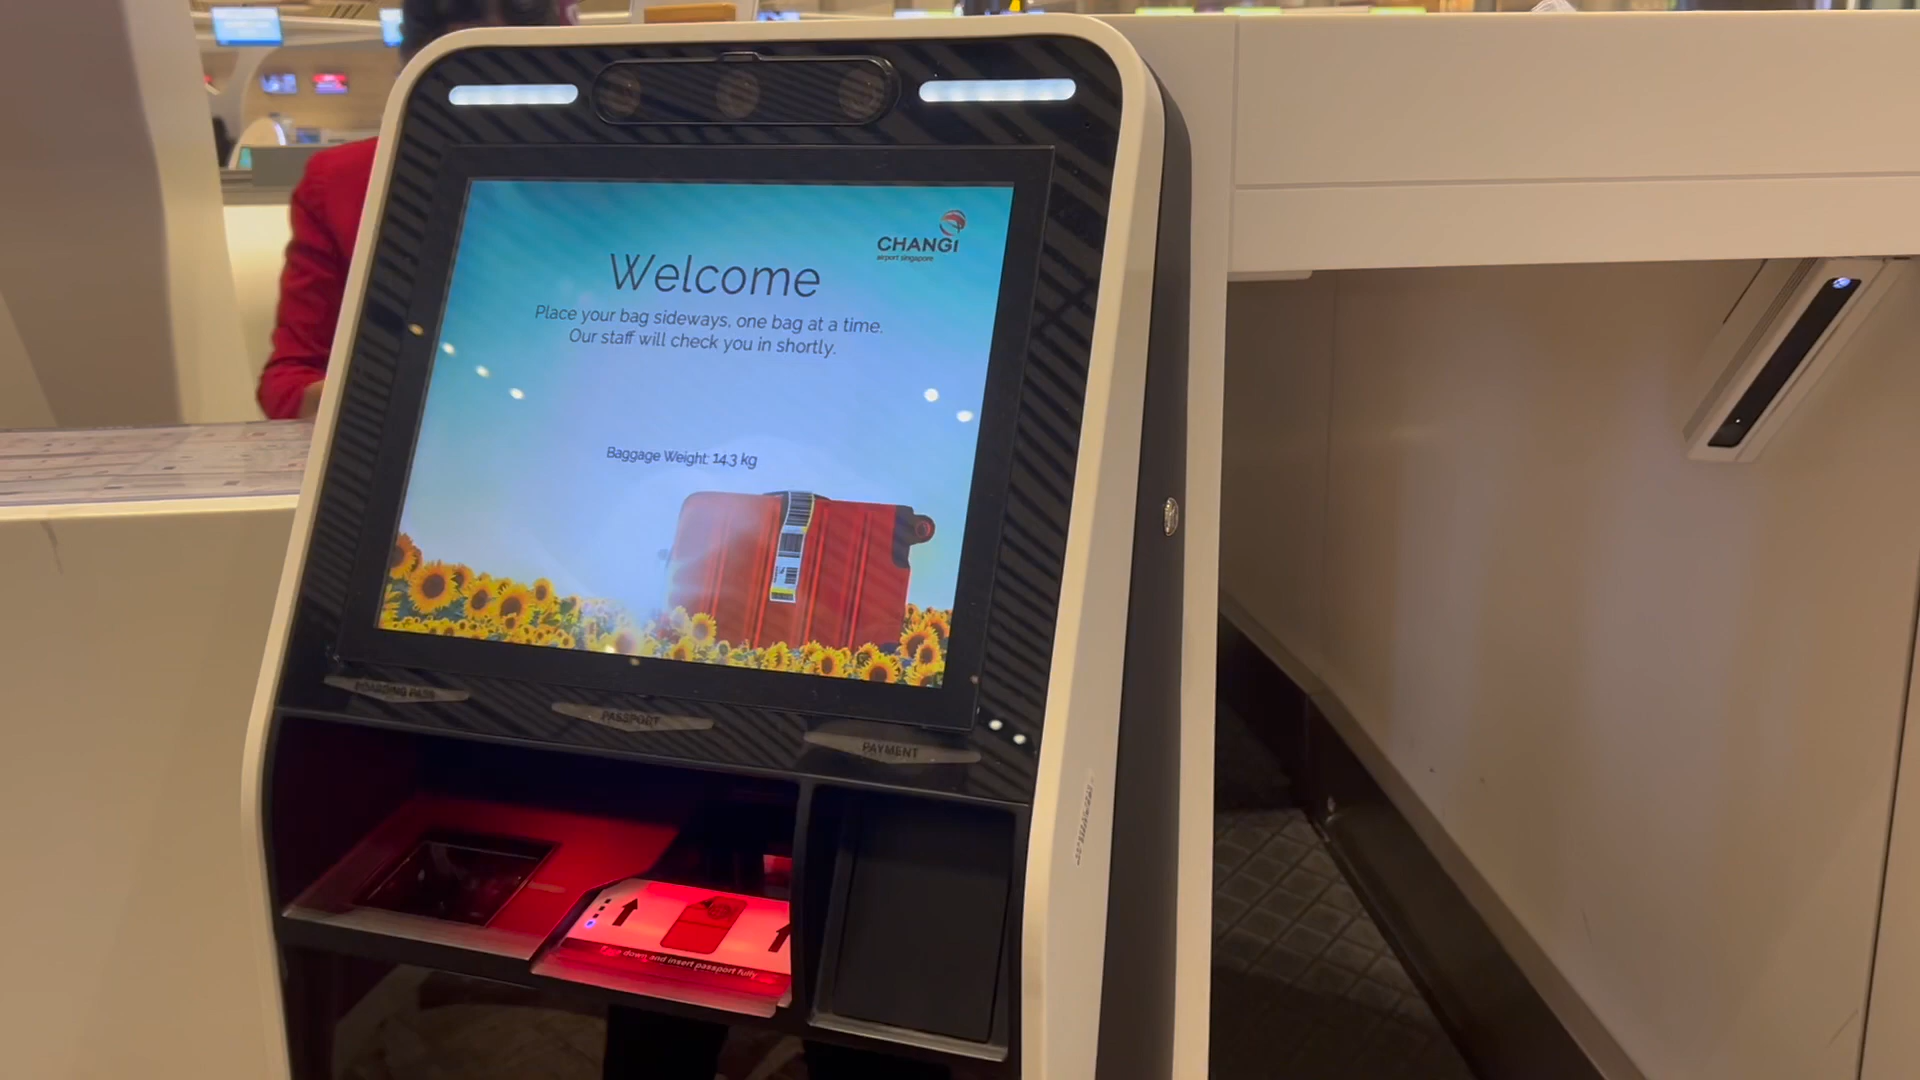 CHANGI
airport singapore
Welcome
Place your bag sideways, one bag at a time.
Our staff will check you in shortly.
Baggage Weight: 14.3 kg
BOARDING PASS
PASSPORT
PAYMENT
down and insert passport fully